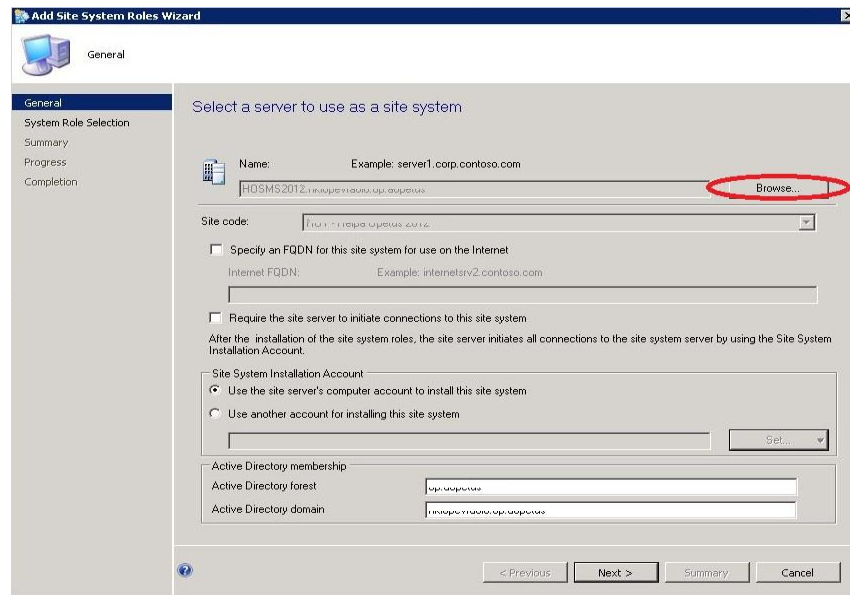 Add Site System Roles Wizard
General
General
System Role Selection
Summary
Progress
Completion
Select a server to use as a site system
Name: Example: server1.corp.contoso.com
HOSMS2012.
Browse...
Site code:
2012
Specify an FQDN for this site system for use on the Internet
Internet FQDN: Example: internetsrv2.contoso.com
Require the site server to initiate connections to this site system
After the installation of the site system roles, the site server initiates all connections to the site system server by using the Site System
Installation Account.
Site System Installation Account
Use the site server's computer account to install this site system
Use another account for installing this site system
Set...
Active Directory membership
Active Directory forest
Active Directory domain
< Previous Next > Summary Cancel